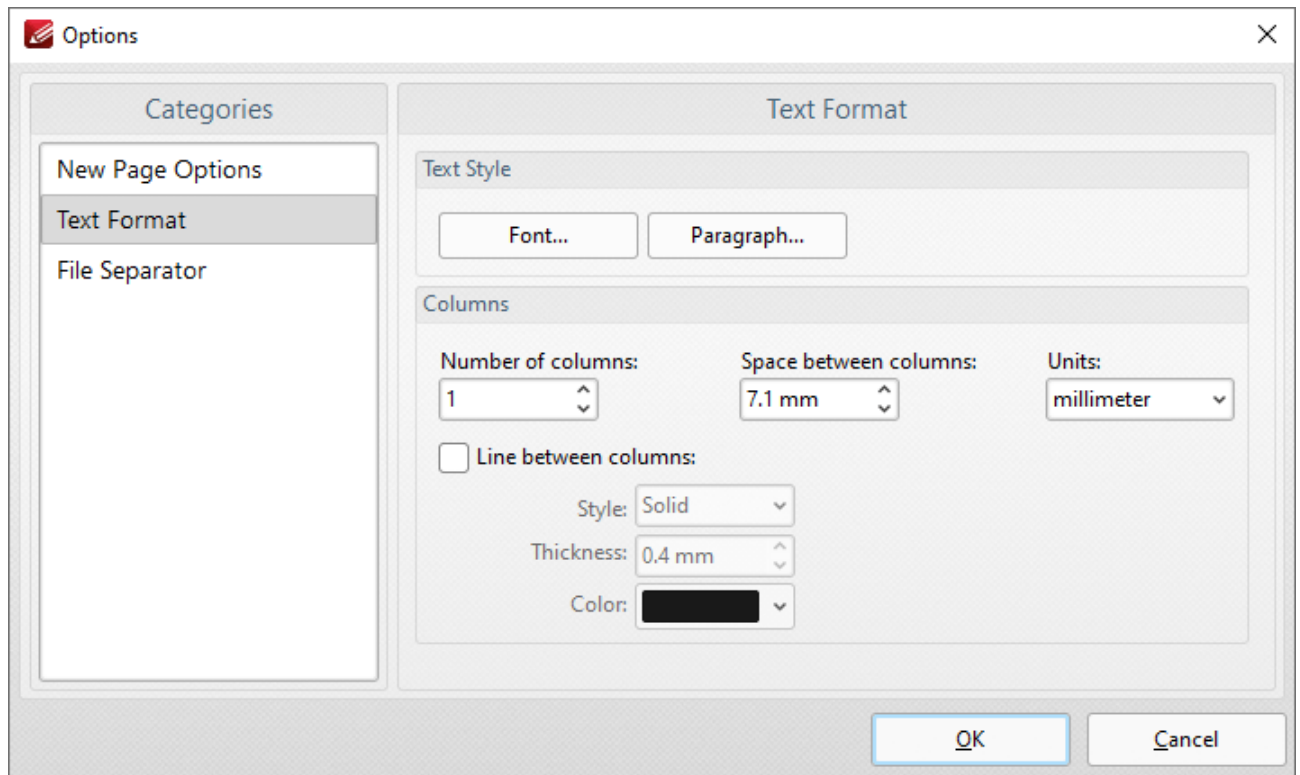 Options
Categories
New Page Options
Text Format
File Separator
Text Format
Text Style
Font...
Paragraph...
Columns
Number of columns:
Space between columns:
Units:
1
7.1 mm
millimeter
Line between columns:
Style: Solid
Thickness: 0.4 mm
Color:
OK
Cancel